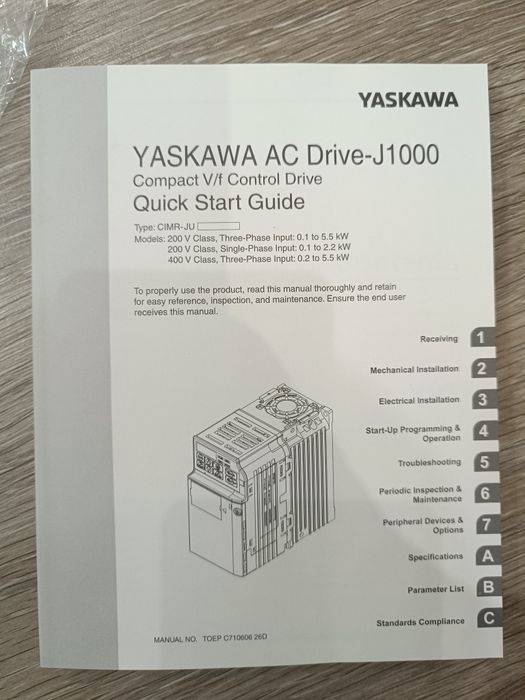 YASKAWA
YASKAWA AC Drive-J1000
Compact V/f Control Drive
Quick Start Guide
Type: CIMR-JU
Models: 200 V Class, Three-Phase Input: 0.1 to 5.5 kW
200 V Class, Single-Phase Input: 0.1 to 2.2 kW
400 V Class, Three-Phase Input: 0.2 to 5.5 kW
To properly use the product, read this manual thoroughly and retain
for easy reference, inspection, and maintenance. Ensure the end user
receives this manual.
Receiving 1
Mechanical Installation 2
Electrical Installation 3
Start-Up Programming & 4
Operation
Troubleshooting 5
Periodic Inspection & 6
Maintenance
Peripheral Devices & 7
Options
Specifications A
Parameter List B
Standards Compliance C
MANUAL NO. TOEP C710606 26D